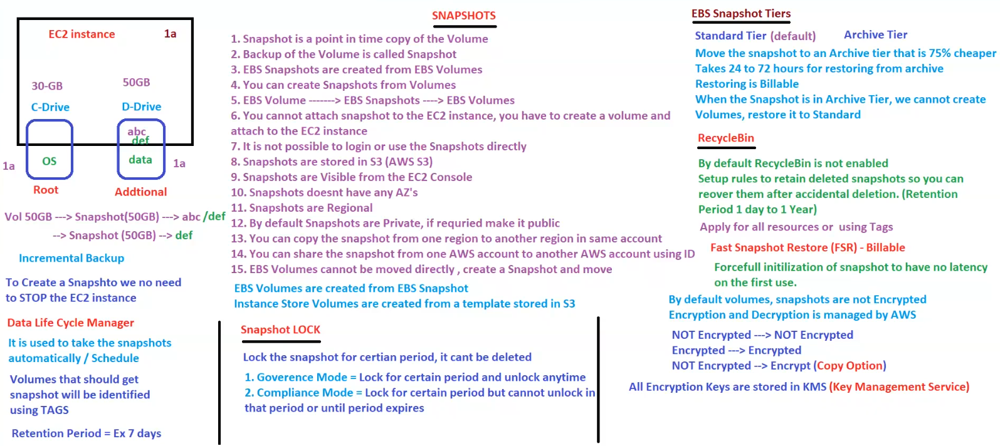 EC2 instance
1a
30-GB
50GB
C-Drive
D-Drive
abc
def
OS
data
1a
1a
Root
Addtional
Vol 50GB ---> Snapshot(50GB) ---> abc /def
--> Snapshot (50GB) --> def
Incremental Backup
To Create a Snapshto we no need
to STOP the EC2 instance
Data Life Cycle Manager
It is used to take the snapshots
automatically / Schedule
Volumes that should get
snapshot will be identified
using TAGS
Retention Period = Ex 7 days
SNAPSHOTS
1. Snapshot is a point in time copy of the Volume
2. Backup of the Volume is called Snapshot
3. EBS Snapshots are created from EBS Volumes
4. You can create Snapshots from Volumes
5. EBS Volume -------> EBS Snapshots ----> EBS Volumes
6. You cannot attach snapshot to the EC2 instance, you have to create a volume and
attach to the EC2 instance
7. It is not possible to login or use the Snapshots directly
8. Snapshots are stored in S3 (AWS S3)
9. Snapshots are Visible from the EC2 Console
10. Snapshots doesnt have any AZ's
11. Snapshots are Regional
12. By default Snapshots are Private, if requried make it public
13. You can copy the snapshot from one region to another region in same account
14. You can share the snapshot from one AWS account to another AWS account using ID
15. EBS Volumes cannot be moved directly , create a Snapshot and move
EBS Volumes are created from EBS Snapshot
Instance Store Volumes are created from a template stored in S3
Snapshot LOCK
Lock the snapshot for certian period, it cant be deleted
1. Goverence Mode = Lock for certain period and unlock anytime
2. Compliance Mode = Lock for certain period but cannot unlock in
that period or until period expires
EBS Snapshot Tiers
Standard Tier (default)
Archive Tier
Move the snapshot to an Archive tier that is 75% cheaper
Takes 24 to 72 hours for restoring from archive
Restoring is Billable
When the Snapshot is in Archive Tier, we cannot create
Volumes, restore it to Standard
RecycleBin
By default RecycleBin is not enabled
Setup rules to retain deleted snapshots so you can
reover them after accidental deletion. (Retention
Period 1 day to 1 Year)
Apply for all resources or using Tags
Fast Snapshot Restore (FSR) - Billable
Forcefull initilization of snapshot to have no latency
on the first use.
By default volumes, snapshots are not Encrypted
Encryption and Decryption is managed by AWS
NOT Encrypted ---> NOT Encrypted
Encrypted ---> Encrypted
NOT Encrypted --> Encrypt (Copy Option)
All Encryption Keys are stored in KMS (Key Management Service)